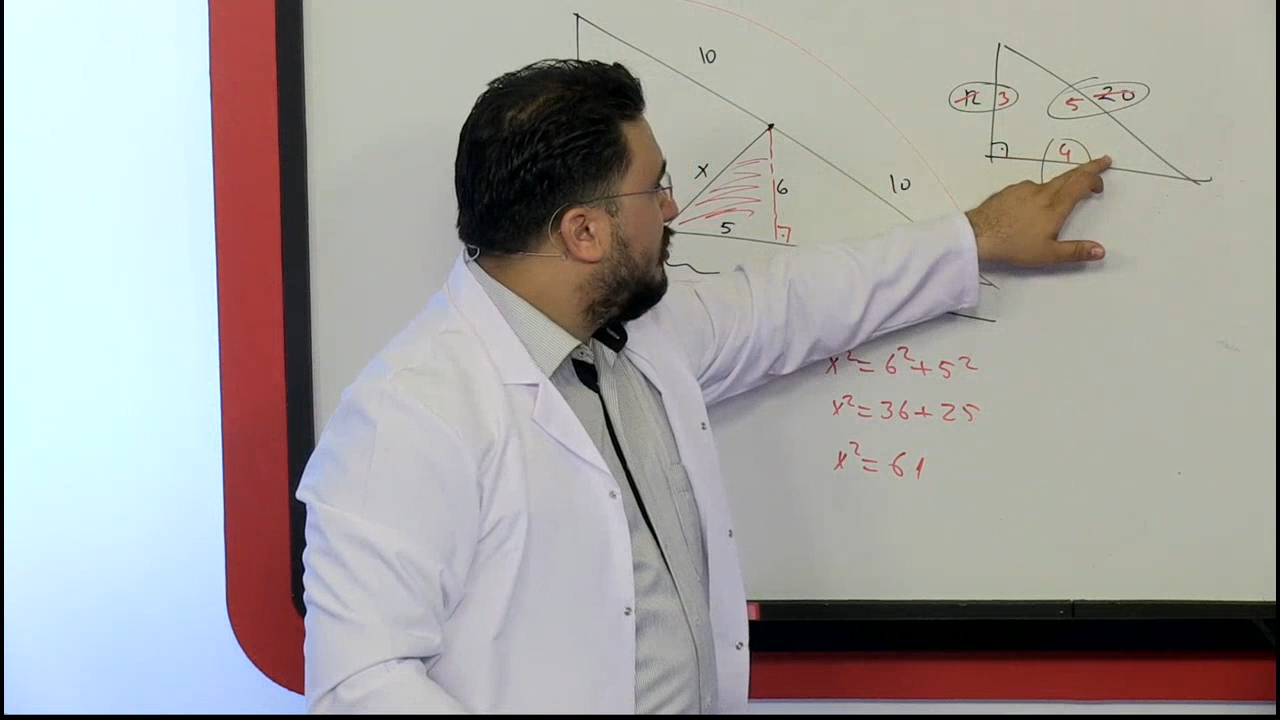 10
12 3
5 20
4
x
6
10
5
x² = 6² + 5²
x² = 36 + 25
x² = 61